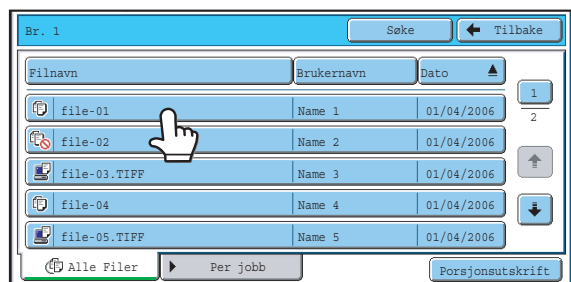 Br. 1 Søke Tilbake
Filnavn Brukernavn Dato
file-01 Name 1 01/04/2006
1
2
file-02 Name 2 01/04/2006
file-03.TIFF Name 3 01/04/2006
file-04 Name 4 01/04/2006
file-05.TIFF Name 5 01/04/2006
Alle Filer Per jobb Porsjonsutskrift